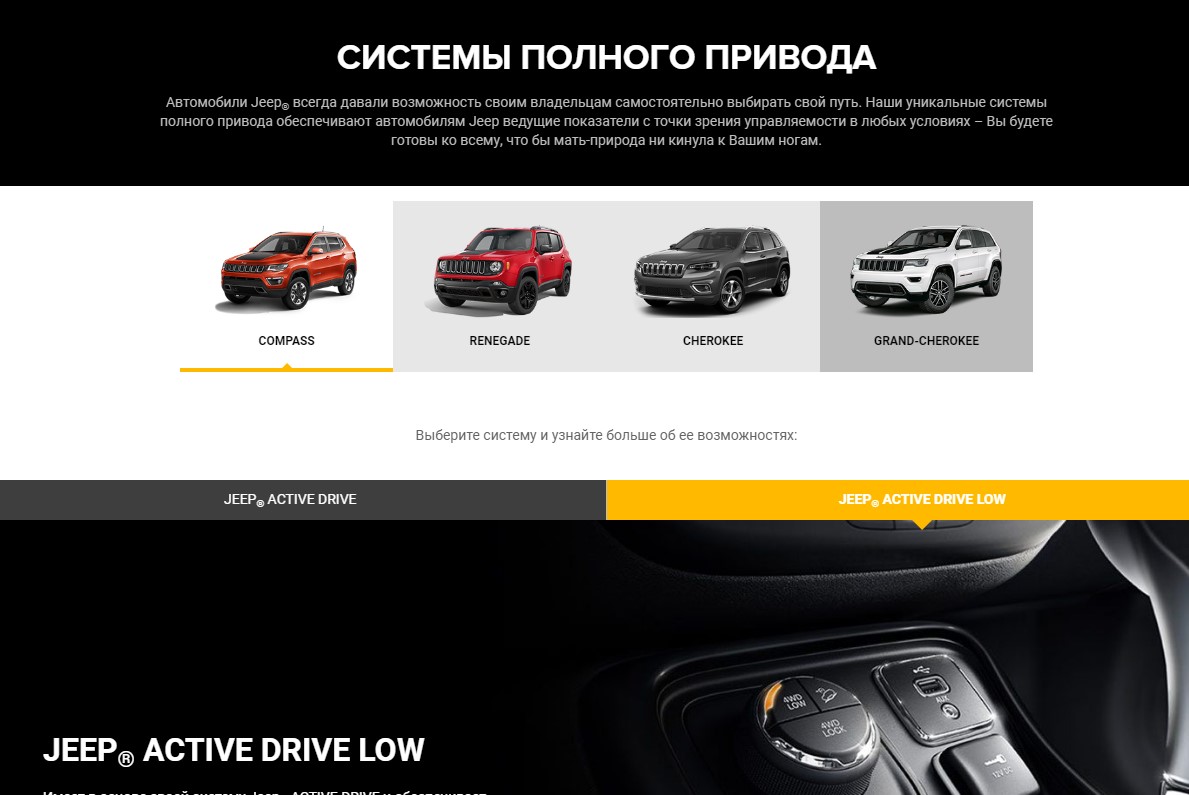 СИСТЕМЫ ПОЛНОГО ПРИВОДА
Автомобили Jeep® всегда давали возможность своим владельцам самостоятельно выбирать свой путь. Наши уникальные системы
полного привода обеспечивают автомобилям Jeep ведущие показатели с точки зрения управляемости в любых условиях – Вы будете
готовы ко всему, что бы мать-природа ни кинула к Вашим ногам.
COMPASS
RENEGADE
CHEROKEE
GRAND-CHEROKEE
Выберите систему и узнайте больше об ее возможностях:
JEEP® ACTIVE DRIVE
JEEP® ACTIVE DRIVE LOW
4WD
LOW
4WD
LOCK
AUX
12V DC
JEEP® ACTIVE DRIVE LOW